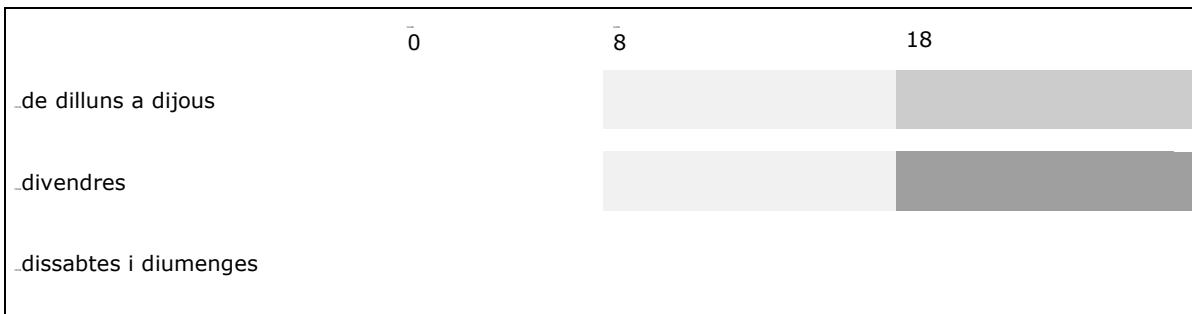 0 8 18
de dilluns a dijous
divendres
dissabtes i diumenges